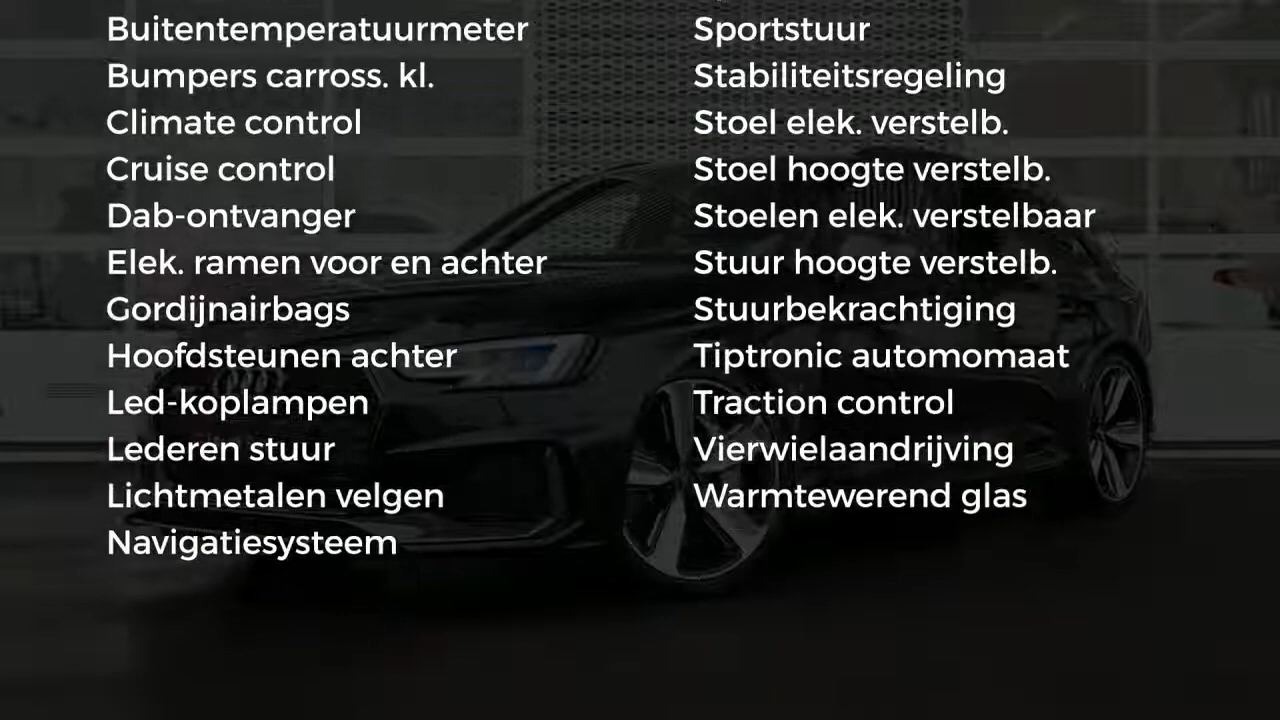 Buitentemperatuurmeter
Bumpers carross. kl.
Climate control
Cruise control
Dab-ontvanger
Elek. ramen voor en achter
Gordijnairbags
Hoofdsteunen achter
Led-koplampen
Lederen stuur
Lichtmetalen velgen
Navigatiesysteem
Sportstuur
Stabiliteitsregeling
Stoel elek. verstelb.
Stoel hoogte verstelb.
Stoelen elek. verstelbaar
Stuur hoogte verstelb.
Stuurbekrachtiging
Tiptronic automomaat
Traction control
Vierwielaandrijving
Warmtewerend glas